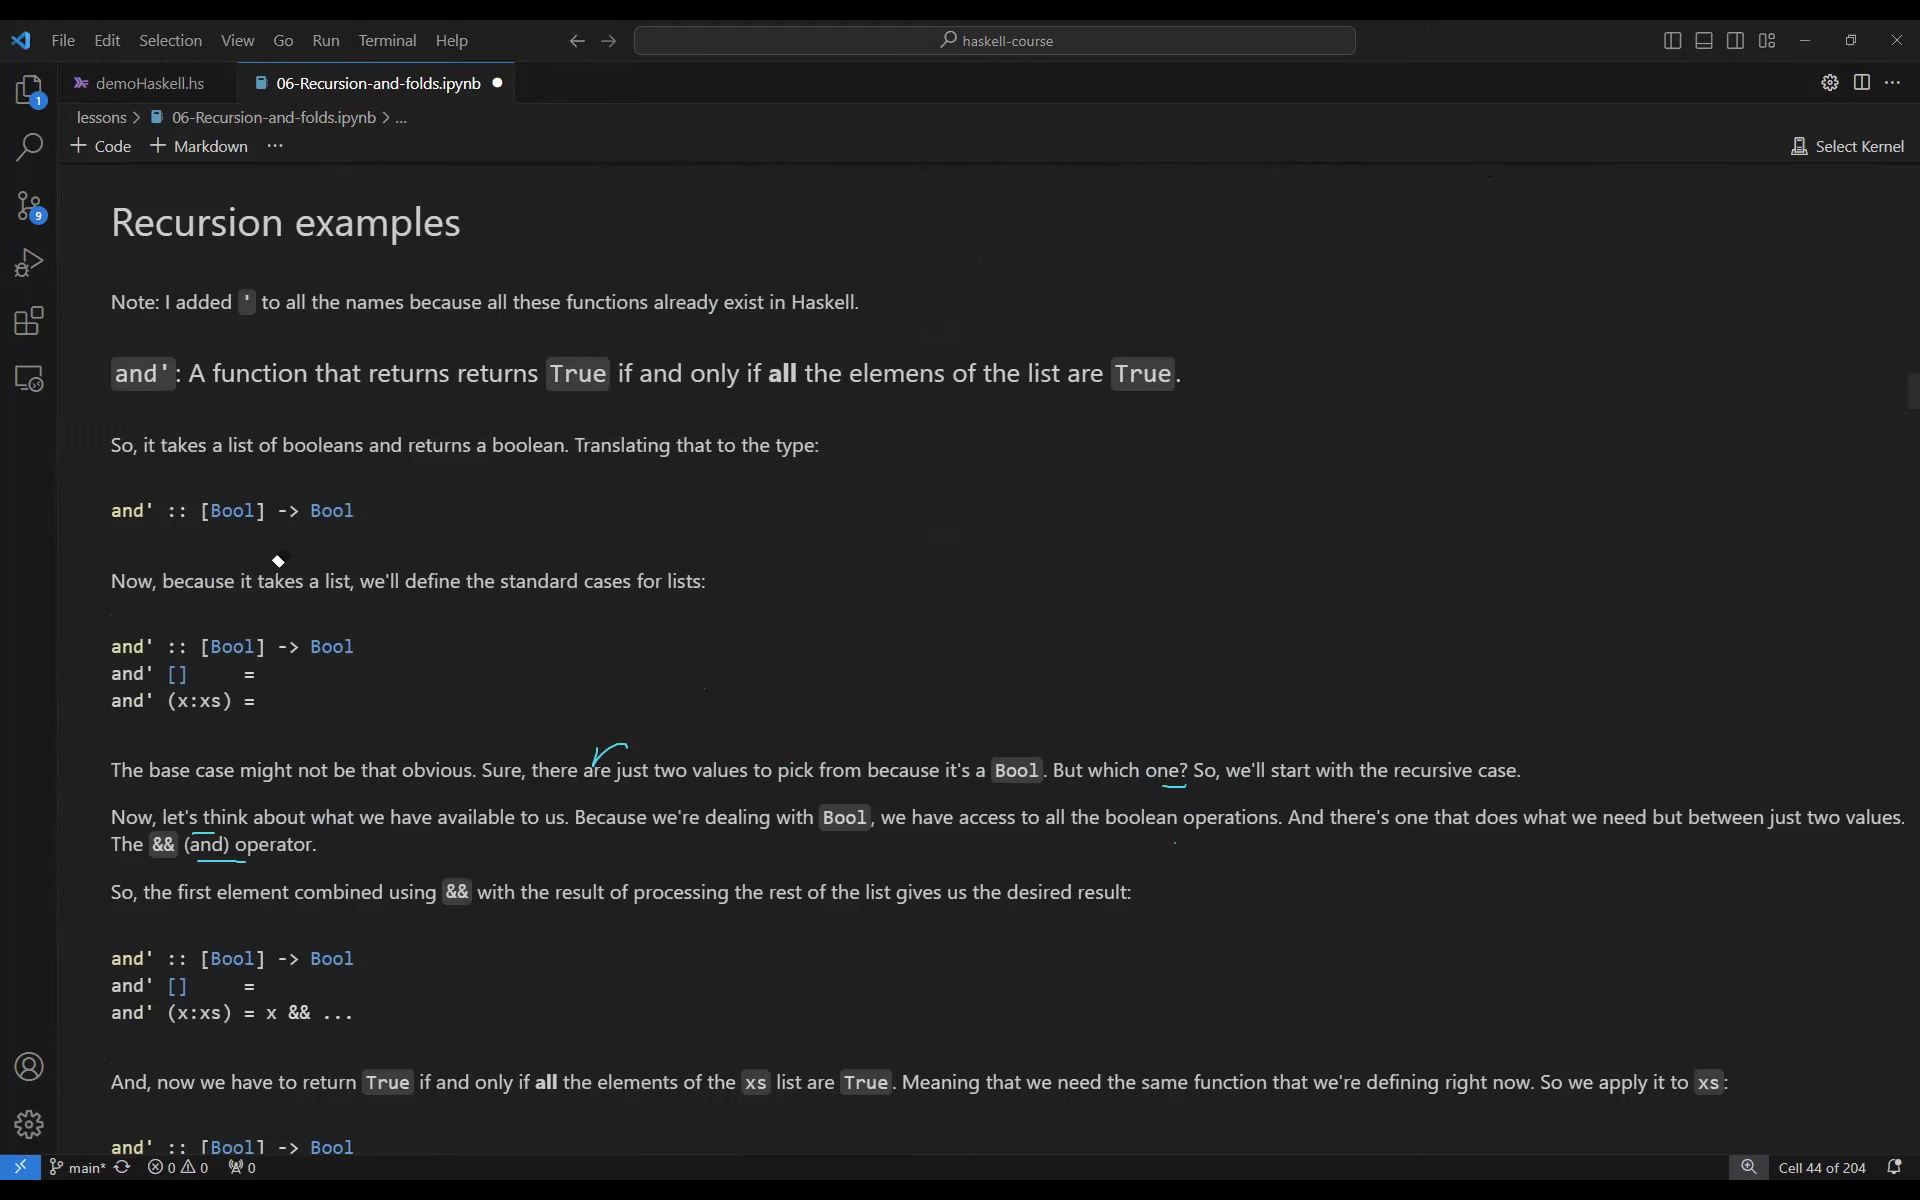 File Edit Selection View Go Run Terminal Help
haskell-course
demoHaskell.hs
06-Recursion-and-folds.ipynb
lessons > 06-Recursion-and-folds.ipynb > ...
+ Code + Markdown ...
Select Kernel
1
9
Recursion examples
Note: I added ' to all the names because all these functions already exist in Haskell.
and': A function that returns returns True if and only if all the elemens of the list are True.
So, it takes a list of booleans and returns a boolean. Translating that to the type:
and' :: [Bool] -> Bool
Now, because it takes a list, we'll define the standard cases for lists:
and' :: [Bool] -> Bool
and' [] =
and' (x:xs) =
The base case might not be that obvious. Sure, there are just two values to pick from because it's a Bool. But which one? So, we'll start with the recursive case.
Now, let's think about what we have available to us. Because we're dealing with Bool, we have access to all the boolean operations. And there's one that does what we need but between just two values.
The && (and) operator.
So, the first element combined using && with the result of processing the rest of the list gives us the desired result:
and' :: [Bool] -> Bool
and' [] =
and' (x:xs) = x && ...
And, now we have to return True if and only if all the elements of the xs list are True. Meaning that we need the same function that we're defining right now. So we apply it to xs:
and' :: [Bool] -> Bool
main* 0 0 0
Cell 44 of 204